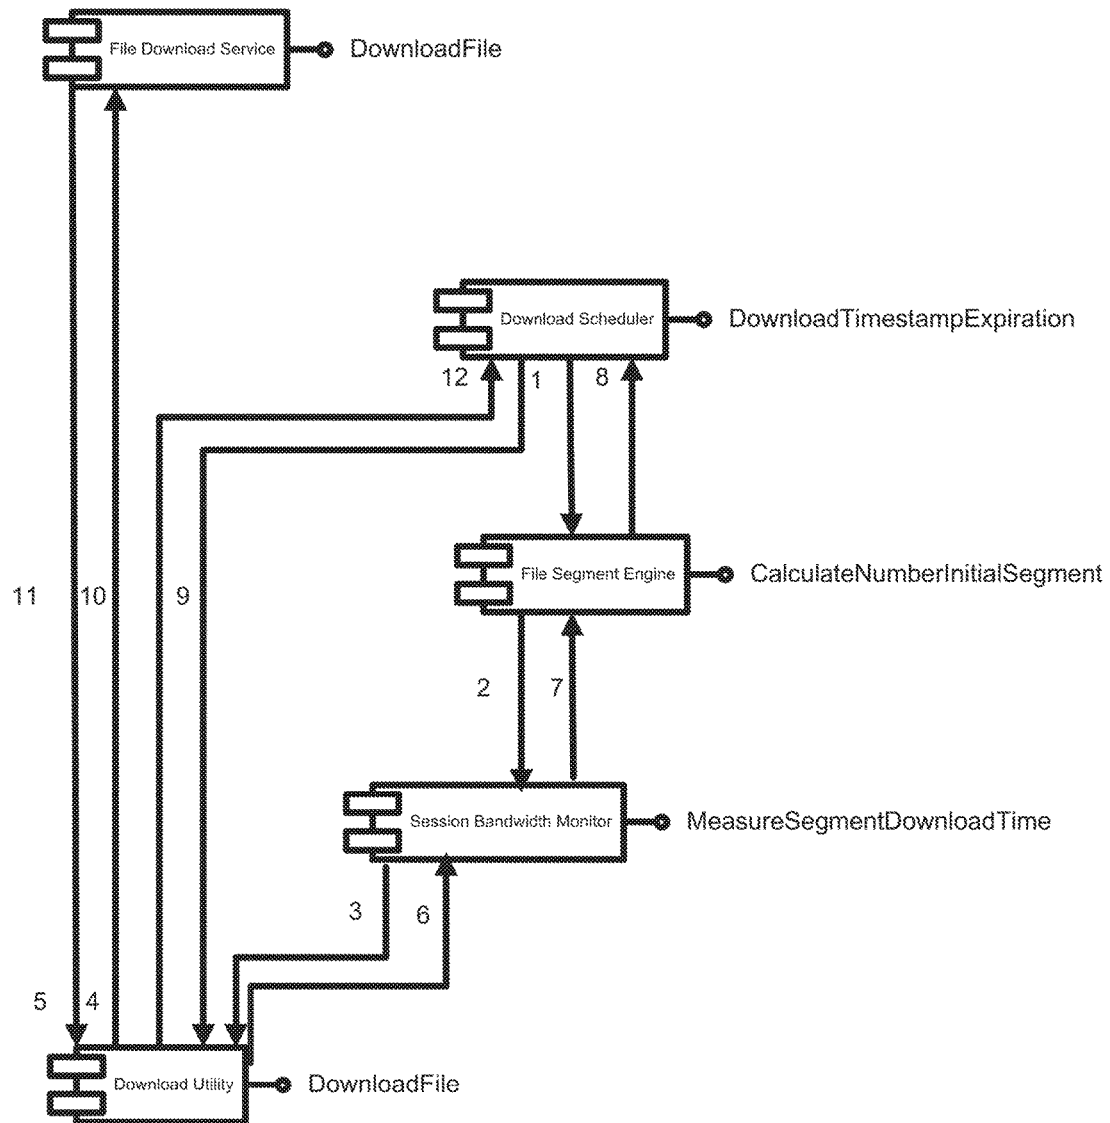 File Download Service
DownloadFile
Download Scheduler
DownloadTimestampExpiration
12
1
8
File Segment Engine
CalculateNumberInitialSegment
11
10
9
2
7
Session Bandwidth Monitor
MeasureSegmentDownloadTime
3
6
5
4
Download Utility
DownloadFile